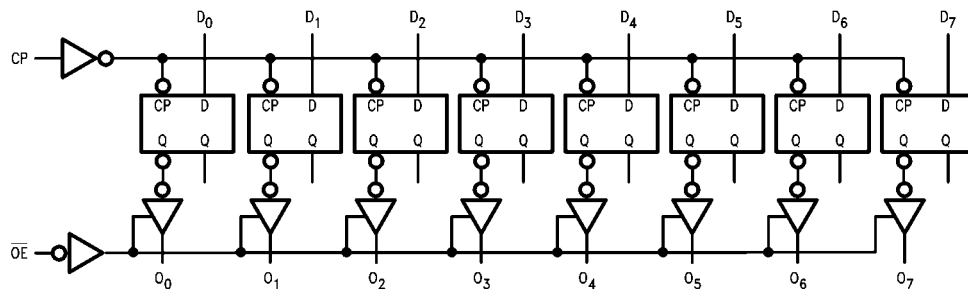 D0 D1 D2 D3 D4 D5 D6 D7
CP
CP D CP D CP D CP D CP D CP D CP D CP D
Q Q Q Q Q Q Q Q Q Q Q Q Q Q Q Q
O̅E̅
O0 O1 O2 O3 O4 O5 O6 O7